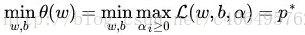 min_{w,b} θ(w) = min_{w,b} max_{α_i≥0} ℒ(w, b, α) = p*